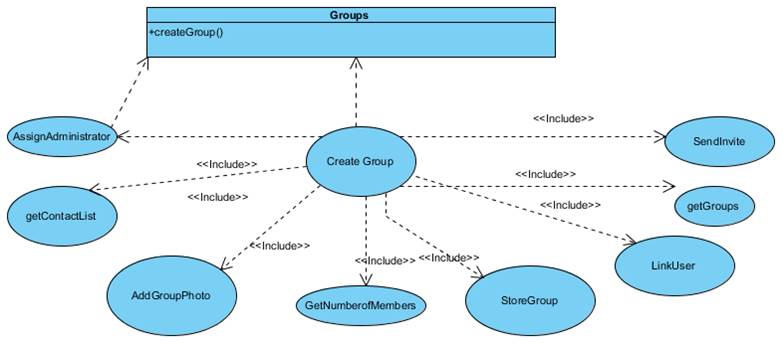 Groups
+createGroup()
AssignAdministrator
<<Include>>
SendInvite
Create Group
<<Include>>
<<Include>>
<<Include>>
getContactList
getGroups
<<Include>>
<<Include>>
<<Include>>
<<Include>>
LinkUser
AddGroupPhoto
GetNumberofMembers
StoreGroup